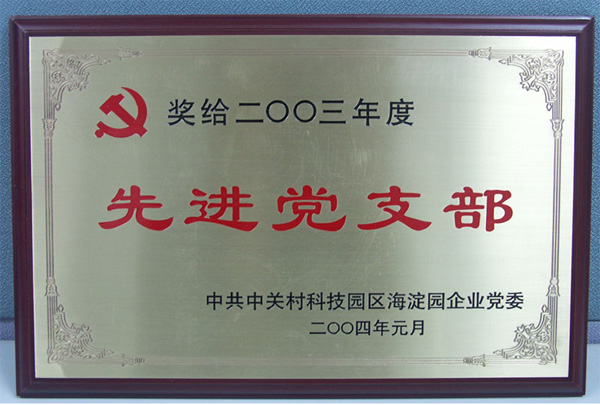 奖给二〇〇三年度
先进党支部
中共中关村科技园区海淀园企业党委
二〇〇四年元月